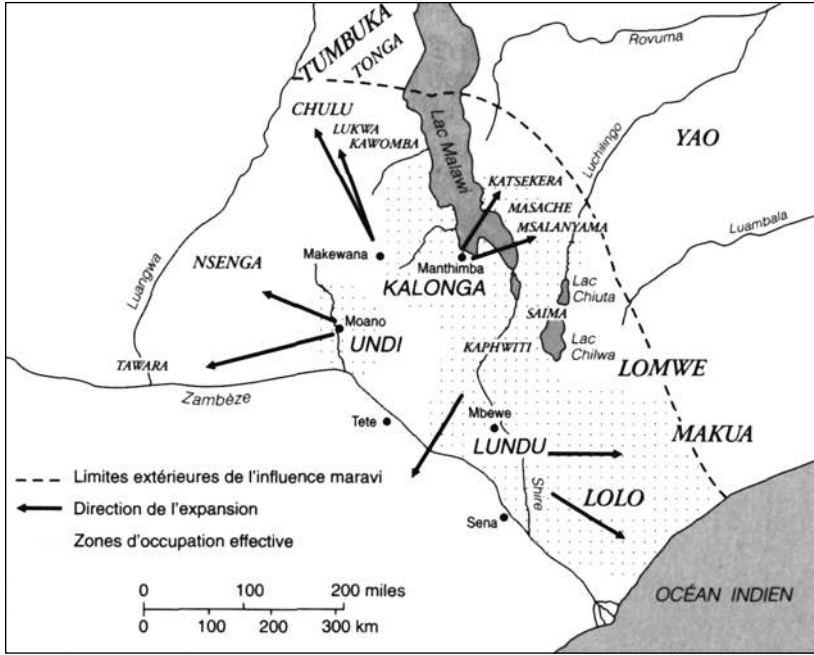 TUMBUKA
TONGA
Rovuma
CHULU
LUKWA
KAWOMBA
Lac Malawi
Luchilingo
YAO
KATSEKERA
MASACHE
MSALANYAMA
Luambala
Makewana
Manthimba
NSENGA
KALONGA
Luangwa
Lac
Chiuta
Moano
SAIMA
UNDI
KAPHWITI
Lac
Chilwa
TAWARA
LOMWE
Zambèze
Tete
Mbewe
MAKUA
LUNDU
LOLO
Shire
Sena
Limites extérieures de l'influence maravi
Direction de l'expansion
Zones d'occupation effective
0 100 200 miles
0 100 200 300 km
OCÉAN INDIEN